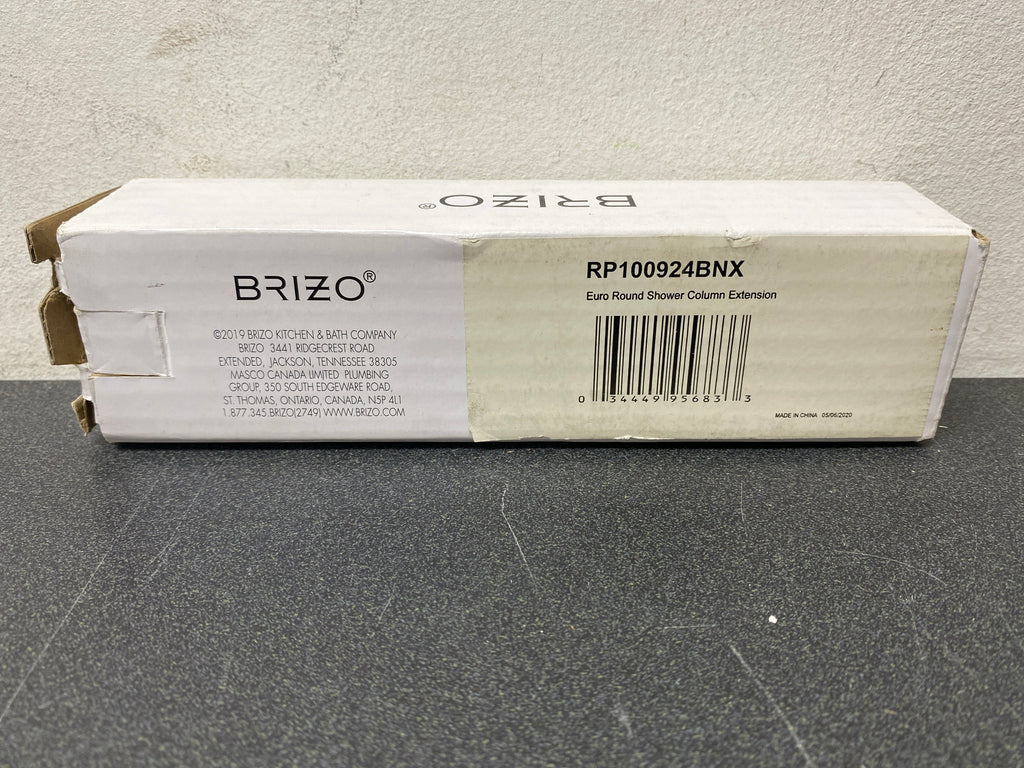 BRIZO®
BRIZO®
©2019 BRIZO KITCHEN & BATH COMPANY
BRIZO 3441 RIDGECREST ROAD
EXTENDED, JACKSON, TENNESSEE 38305
MASCO CANADA LIMITED PLUMBING
GROUP, 350 SOUTH EDGEWARE ROAD,
ST. THOMAS, ONTARIO, CANADA, N5P 4L1
1.877.345.BRIZO(2749) WWW.BRIZO.COM
RP100924BNX
Euro Round Shower Column Extension
0 34449 95683 3
MADE IN CHINA 05/06/2020